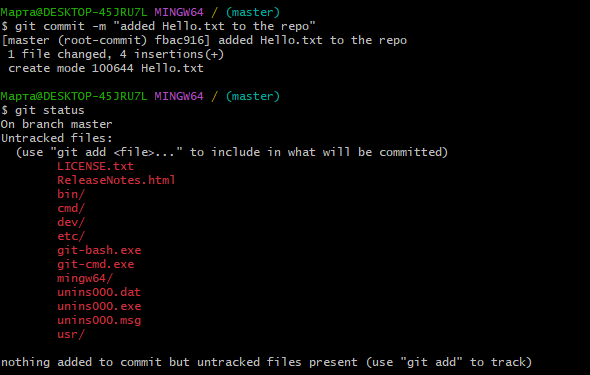 Марта@DESKTOP-45JRU7L MINGW64 / (master)
$ git commit -m "added Hello.txt to the repo"
[master (root-commit) fbac916] added Hello.txt to the repo
 1 file changed, 4 insertions(+)
 create mode 100644 Hello.txt

Марта@DESKTOP-45JRU7L MINGW64 / (master)
$ git status
On branch master
Untracked files:
  (use "git add <file>..." to include in what will be committed)
        LICENSE.txt
        ReleaseNotes.html
        bin/
        cmd/
        dev/
        etc/
        git-bash.exe
        git-cmd.exe
        mingw64/
        unins000.dat
        unins000.exe
        unins000.msg
        usr/

nothing added to commit but untracked files present (use "git add" to track)